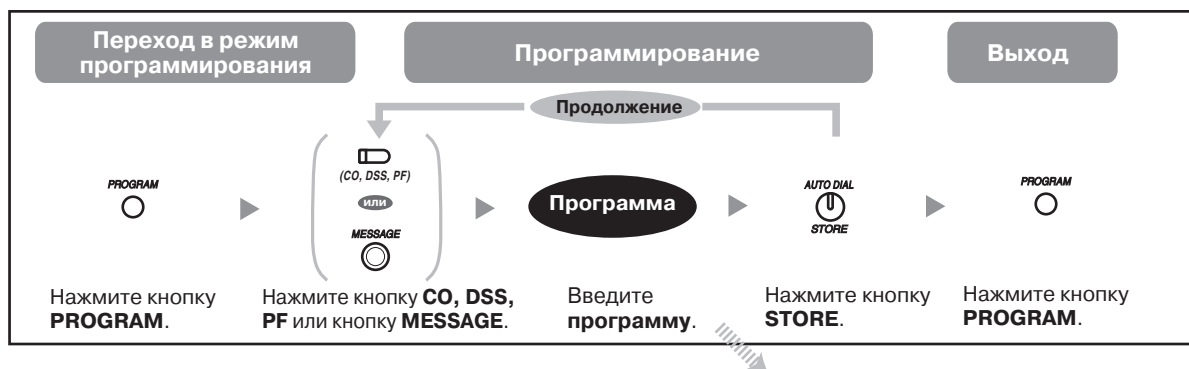 Переход в режим
программирования
Программирование
Выход
Продолжение
PROGRAM
(CO, DSS, PF)
или
MESSAGE
Программа
AUTO DIAL
STORE
PROGRAM
Нажмите кнопку
PROGRAM.
Нажмите кнопку CO, DSS,
PF или кнопку MESSAGE.
Введите
программу.
Нажмите кнопку
STORE.
Нажмите кнопку
PROGRAM.